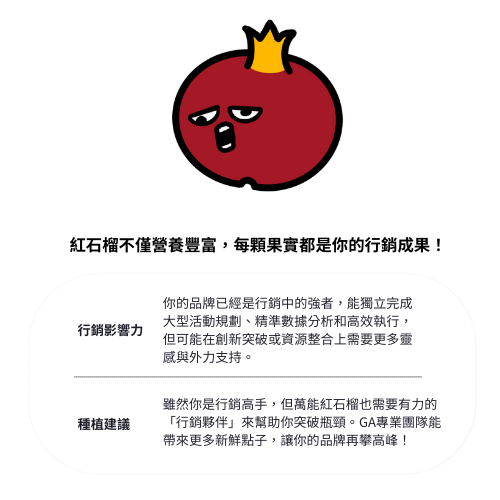 紅石榴不僅營養豐富，每顆果實都是你的行銷成果！
行銷影響力
你的品牌已經是行銷中的強者，能獨立完成
大型活動規劃、精準數據分析和高效執行，
但可能在創新突破或資源整合上需要更多靈
感與外力支持。
種植建議
雖然你是行銷高手，但萬能紅石榴也需要有力的
「行銷夥伴」來幫助你突破瓶頸。GA專業團隊能
帶來更多新鮮點子，讓你的品牌再攀高峰！